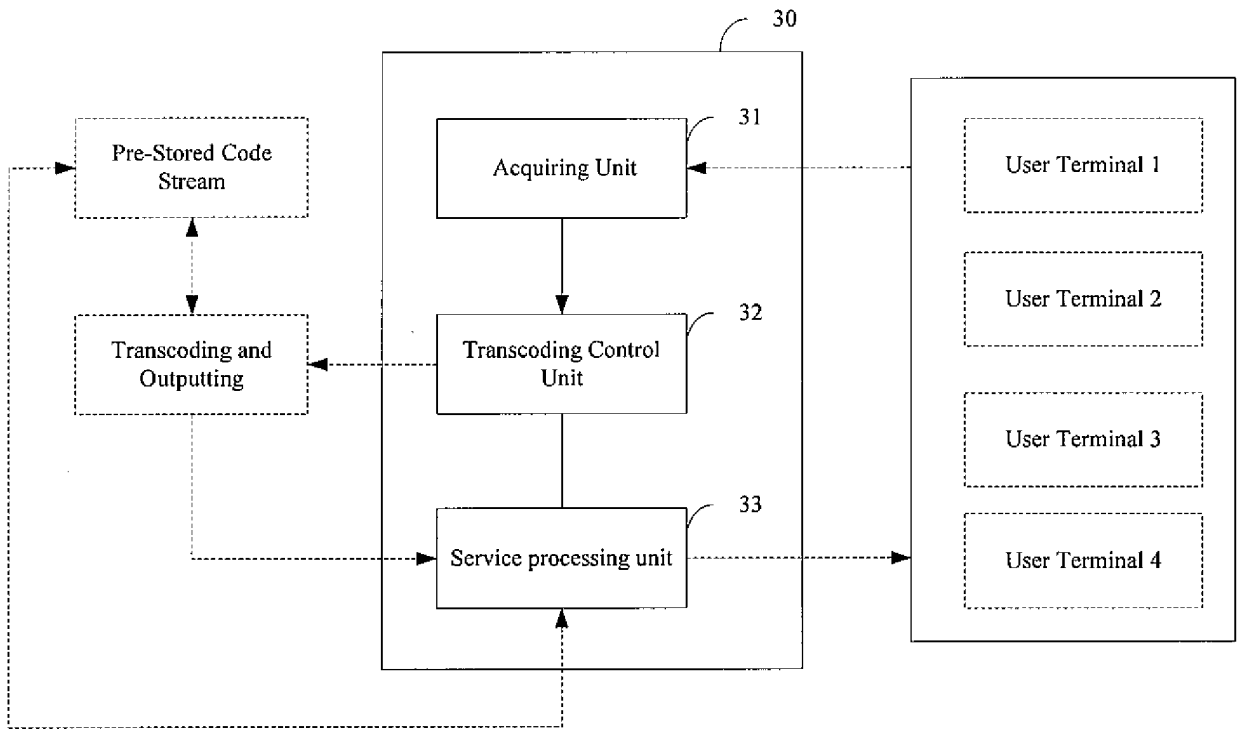 30
Pre-Stored Code
Stream
31
Acquiring Unit
User Terminal 1
User Terminal 2
Transcoding and
Outputting
32
Transcoding Control
Unit
User Terminal 3
33
Service processing unit
User Terminal 4